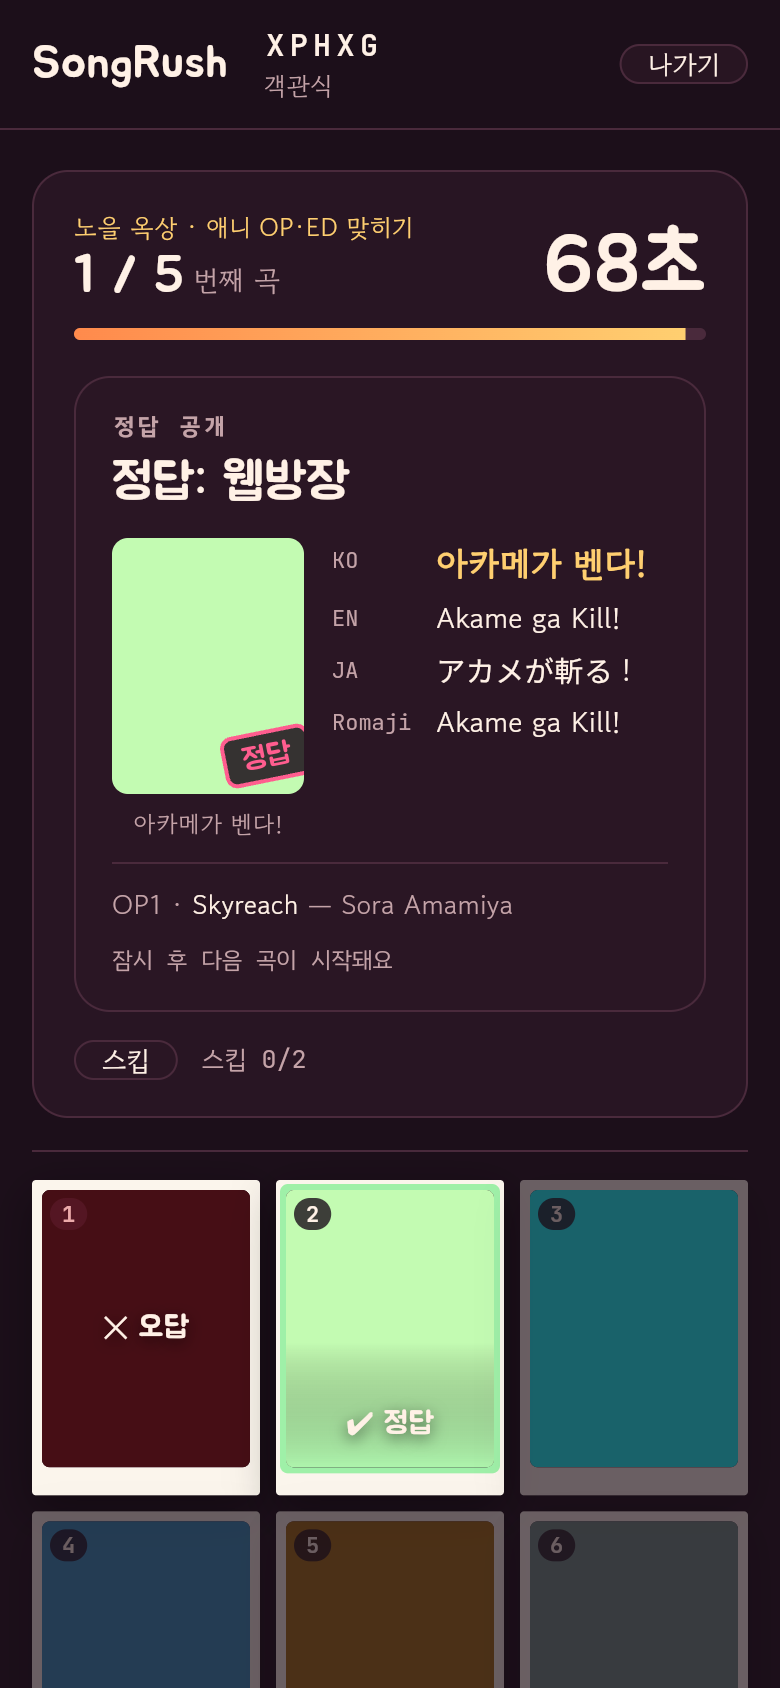 SongRush
XPHXG
객관식
나가기
노을 옥상 · 애니 OP·ED 맞히기
1 / 5 번째 곡
68초
정답 공개
정답: 웹방장
정답
아카메가 벤다!
KO 아카메가 벤다!
EN Akame ga Kill!
JA アカメが斬る！
Romaji Akame ga Kill!
OP1 · Skyreach — Sora Amamiya
잠시 후 다음 곡이 시작돼요
스킵 스킵 0/2
1
✕ 오답
2
✔ 정답
3
4
5
6